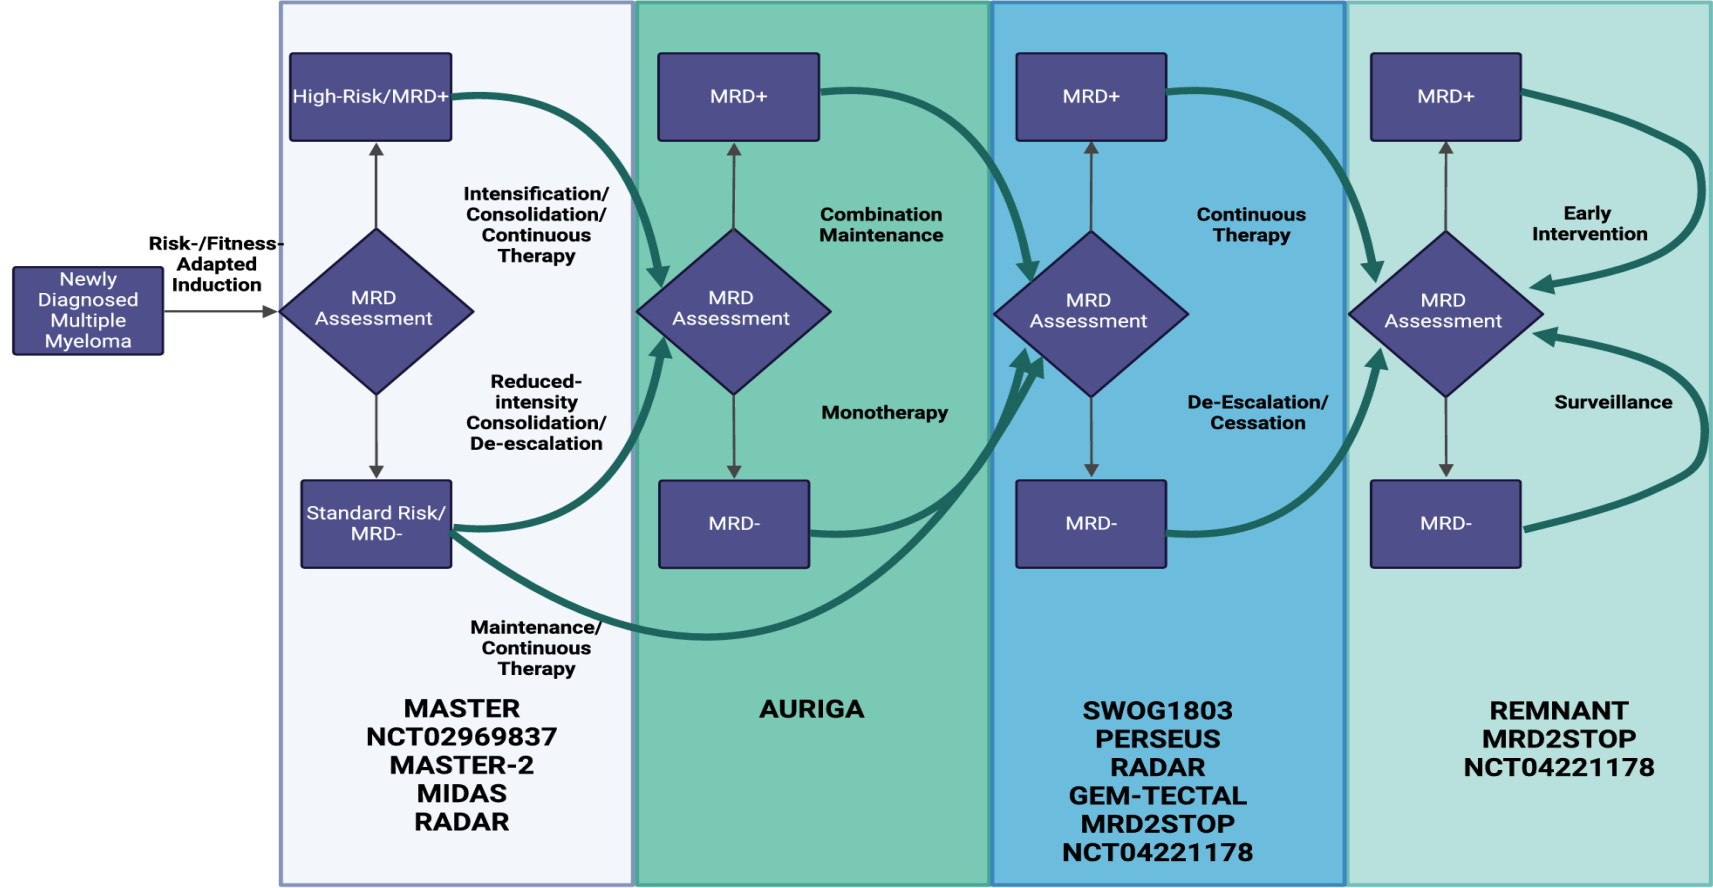 Newly
Diagnosed
Multiple
Myeloma
Risk-/Fitness-
Adapted
Induction
High-Risk/MRD+
MRD
Assessment
Standard Risk/
MRD-
Intensification/
Consolidation/
Continuous
Therapy
Reduced-
intensity
Consolidation/
De-escalation
Maintenance/
Continuous
Therapy
MASTER
NCT02969837
MASTER-2
MIDAS
RADAR
MRD+
MRD
Assessment
MRD-
Combination
Maintenance
Monotherapy
AURIGA
MRD+
MRD
Assessment
MRD-
Continuous
Therapy
De-Escalation/
Cessation
SWOG1803
PERSEUS
RADAR
GEM-TECTAL
MRD2STOP
NCT04221178
MRD+
MRD
Assessment
MRD-
Early
Intervention
Surveillance
REMNANT
MRD2STOP
NCT04221178